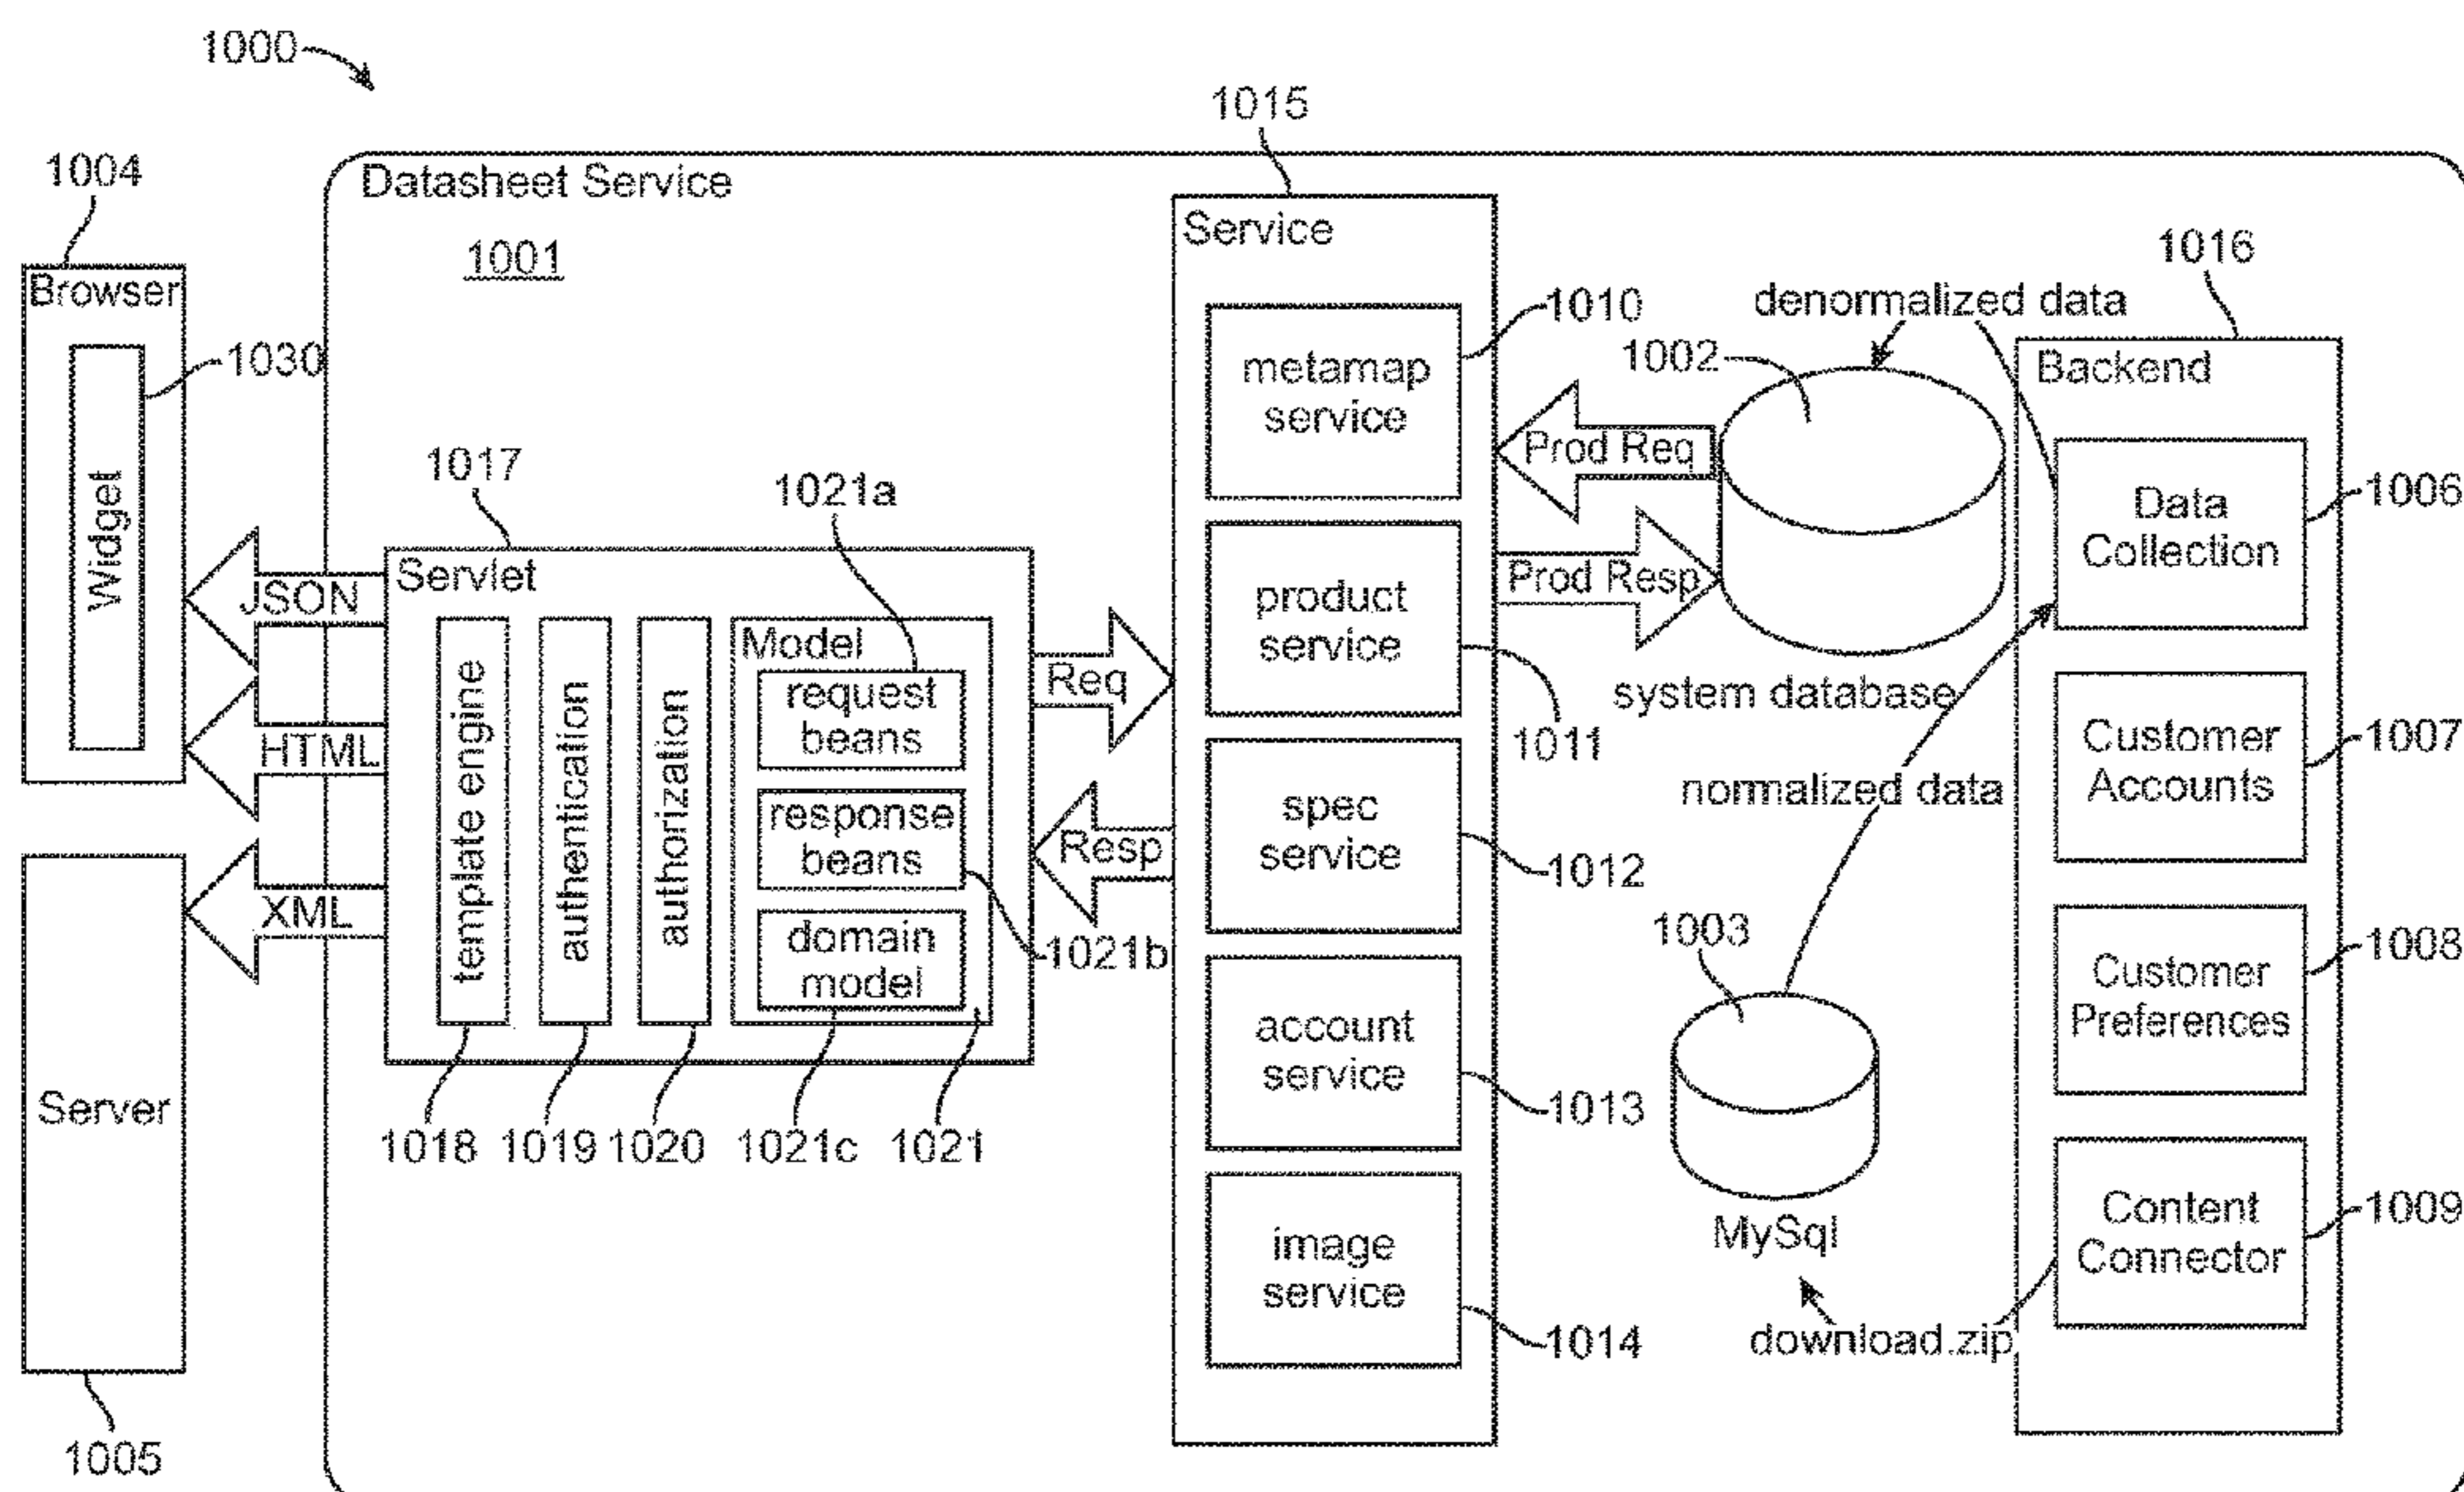 1000
1015
1004
Datasheet Service
1001
Service
1016
Browser
1030
Widget
metamap
service
1010
denormalized data
1002
Backend
Prod Req
Data
Collection
1006
1017
1021a
JSON
Servlet
Model
request
beans
Req
product
service
1011
Prod Resp
system database
Customer
Accounts
1007
HTML
template engine
authentication
authorization
response
beans
Resp
spec
service
1012
normalized data
XML
domain
model
1021b
1003
Customer
Preferences
1008
Server
1018
1019
1020
1021c
1021
account
service
1013
MySql
Content
Connector
1009
image
service
1014
download.zip
1005